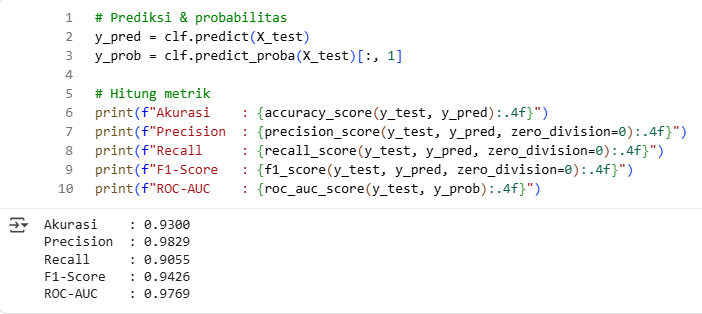 1 # Prediksi & probabilitas
2 y_pred = clf.predict(X_test)
3 y_prob = clf.predict_proba(X_test)[:, 1]
4
5 # Hitung metrik
6 print(f"Akurasi    : {accuracy_score(y_test, y_pred):.4f}")
7 print(f"Precision  : {precision_score(y_test, y_pred, zero_division=0):.4f}")
8 print(f"Recall     : {recall_score(y_test, y_pred, zero_division=0):.4f}")
9 print(f"F1-Score   : {f1_score(y_test, y_pred, zero_division=0):.4f}")
10 print(f"ROC-AUC    : {roc_auc_score(y_test, y_prob):.4f}")
Akurasi    : 0.9300
Precision  : 0.9829
Recall     : 0.9055
F1-Score   : 0.9426
ROC-AUC    : 0.9769